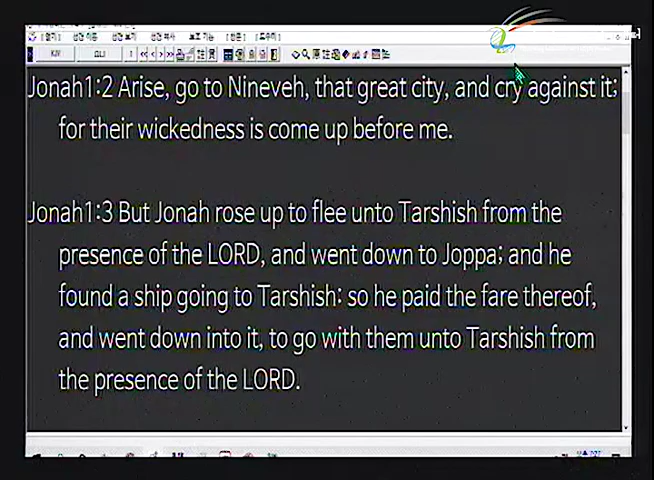 KJV
Jonah1:2 Arise, go to Nineveh, that great city, and cry against it;
for their wickedness is come up before me.
Jonah1:3 But Jonah rose up to flee unto Tarshish from the
presence of the LORD, and went down to Joppa; and he
found a ship going to Tarshish: so he paid the fare thereof,
and went down into it, to go with them unto Tarshish from
the presence of the LORD.